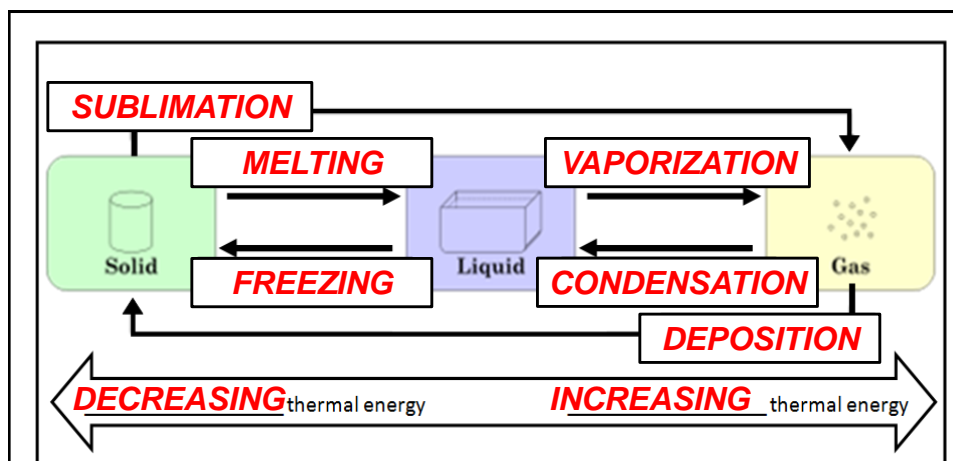 SUBLIMATION
MELTING
VAPORIZATION
Solid
Liquid
Gas
FREEZING
CONDENSATION
DEPOSITION
DECREASING thermal energy
INCREASING thermal energy